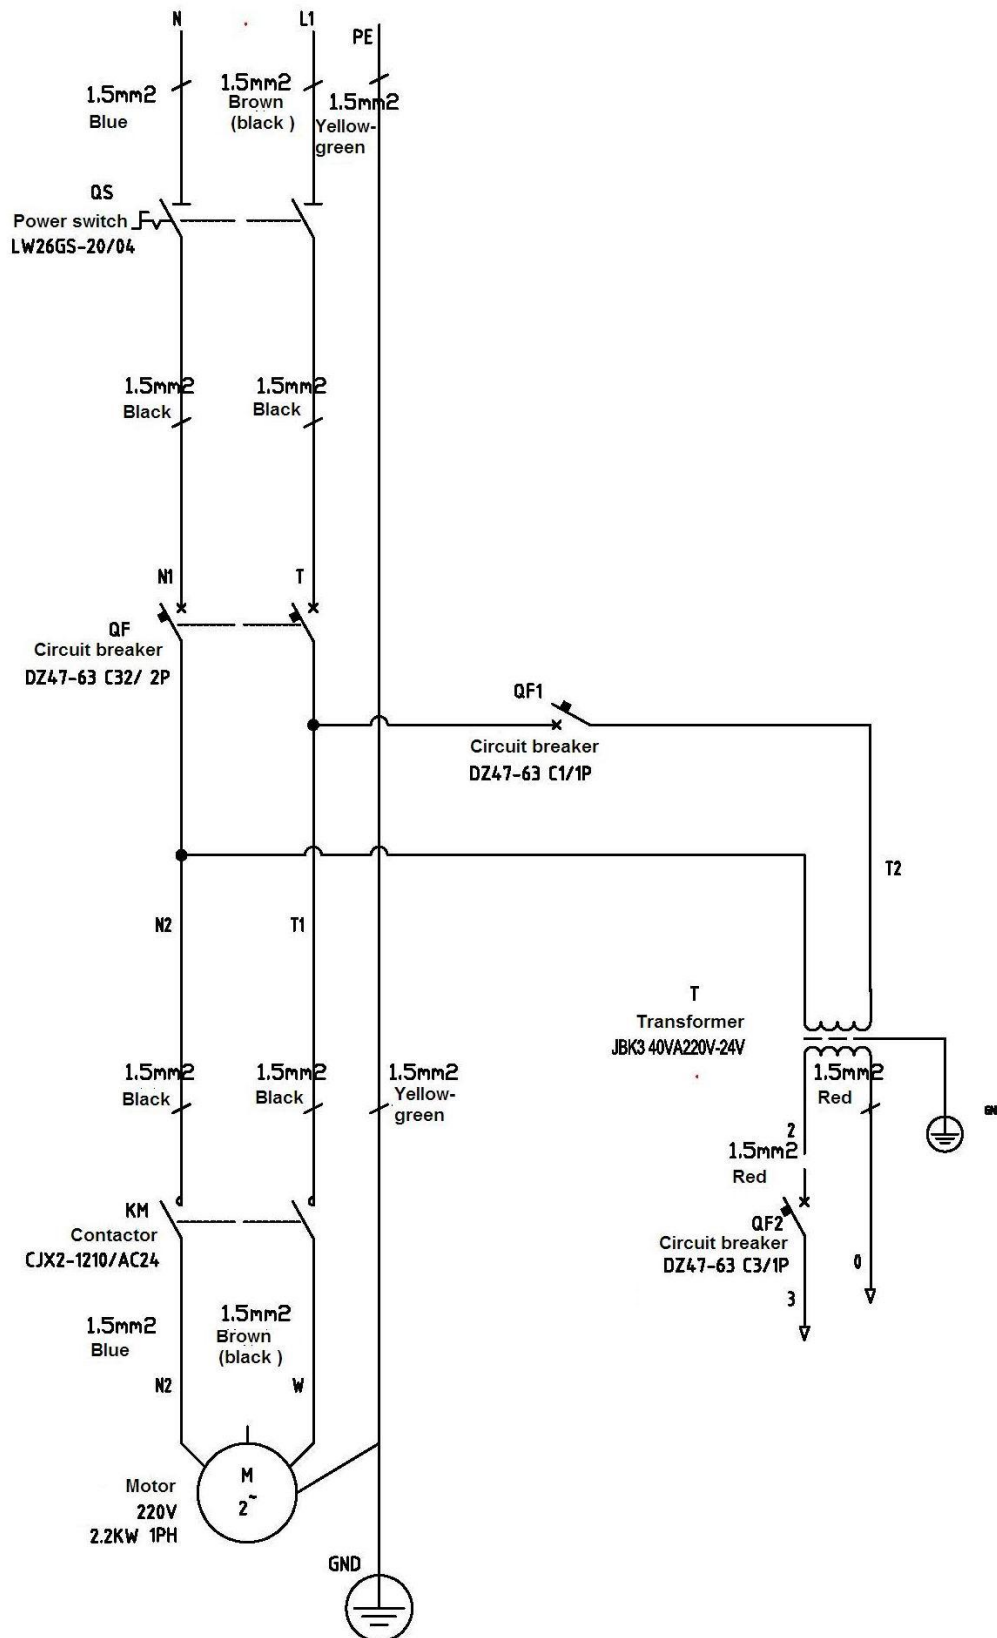 N
L1
PE
1.5mm2
Blue
1.5mm2
Brown
(black )
1.5mm2
Yellow-
green
QS
Power switch
LW26GS-20/04
1.5mm2
Black
1.5mm2
Black
N1
T
QF
Circuit breaker
DZ47-63 C32/ 2P
QF1
Circuit breaker
DZ47-63 C1/1P
T2
N2
T1
T
Transformer
JBK3 40VA220V-24V
1.5mm2
Black
1.5mm2
Black
1.5mm2
Yellow-
green
1.5mm2
Red
GN
2
1.5mm2
Red
KM
Contactor
CJX2-1210/AC24
QF2
Circuit breaker
DZ47-63 C3/1P
0
3
1.5mm2
Blue
1.5mm2
Brown
(black )
N2
W
M
2~
Motor
220V
2.2KW 1PH
GND